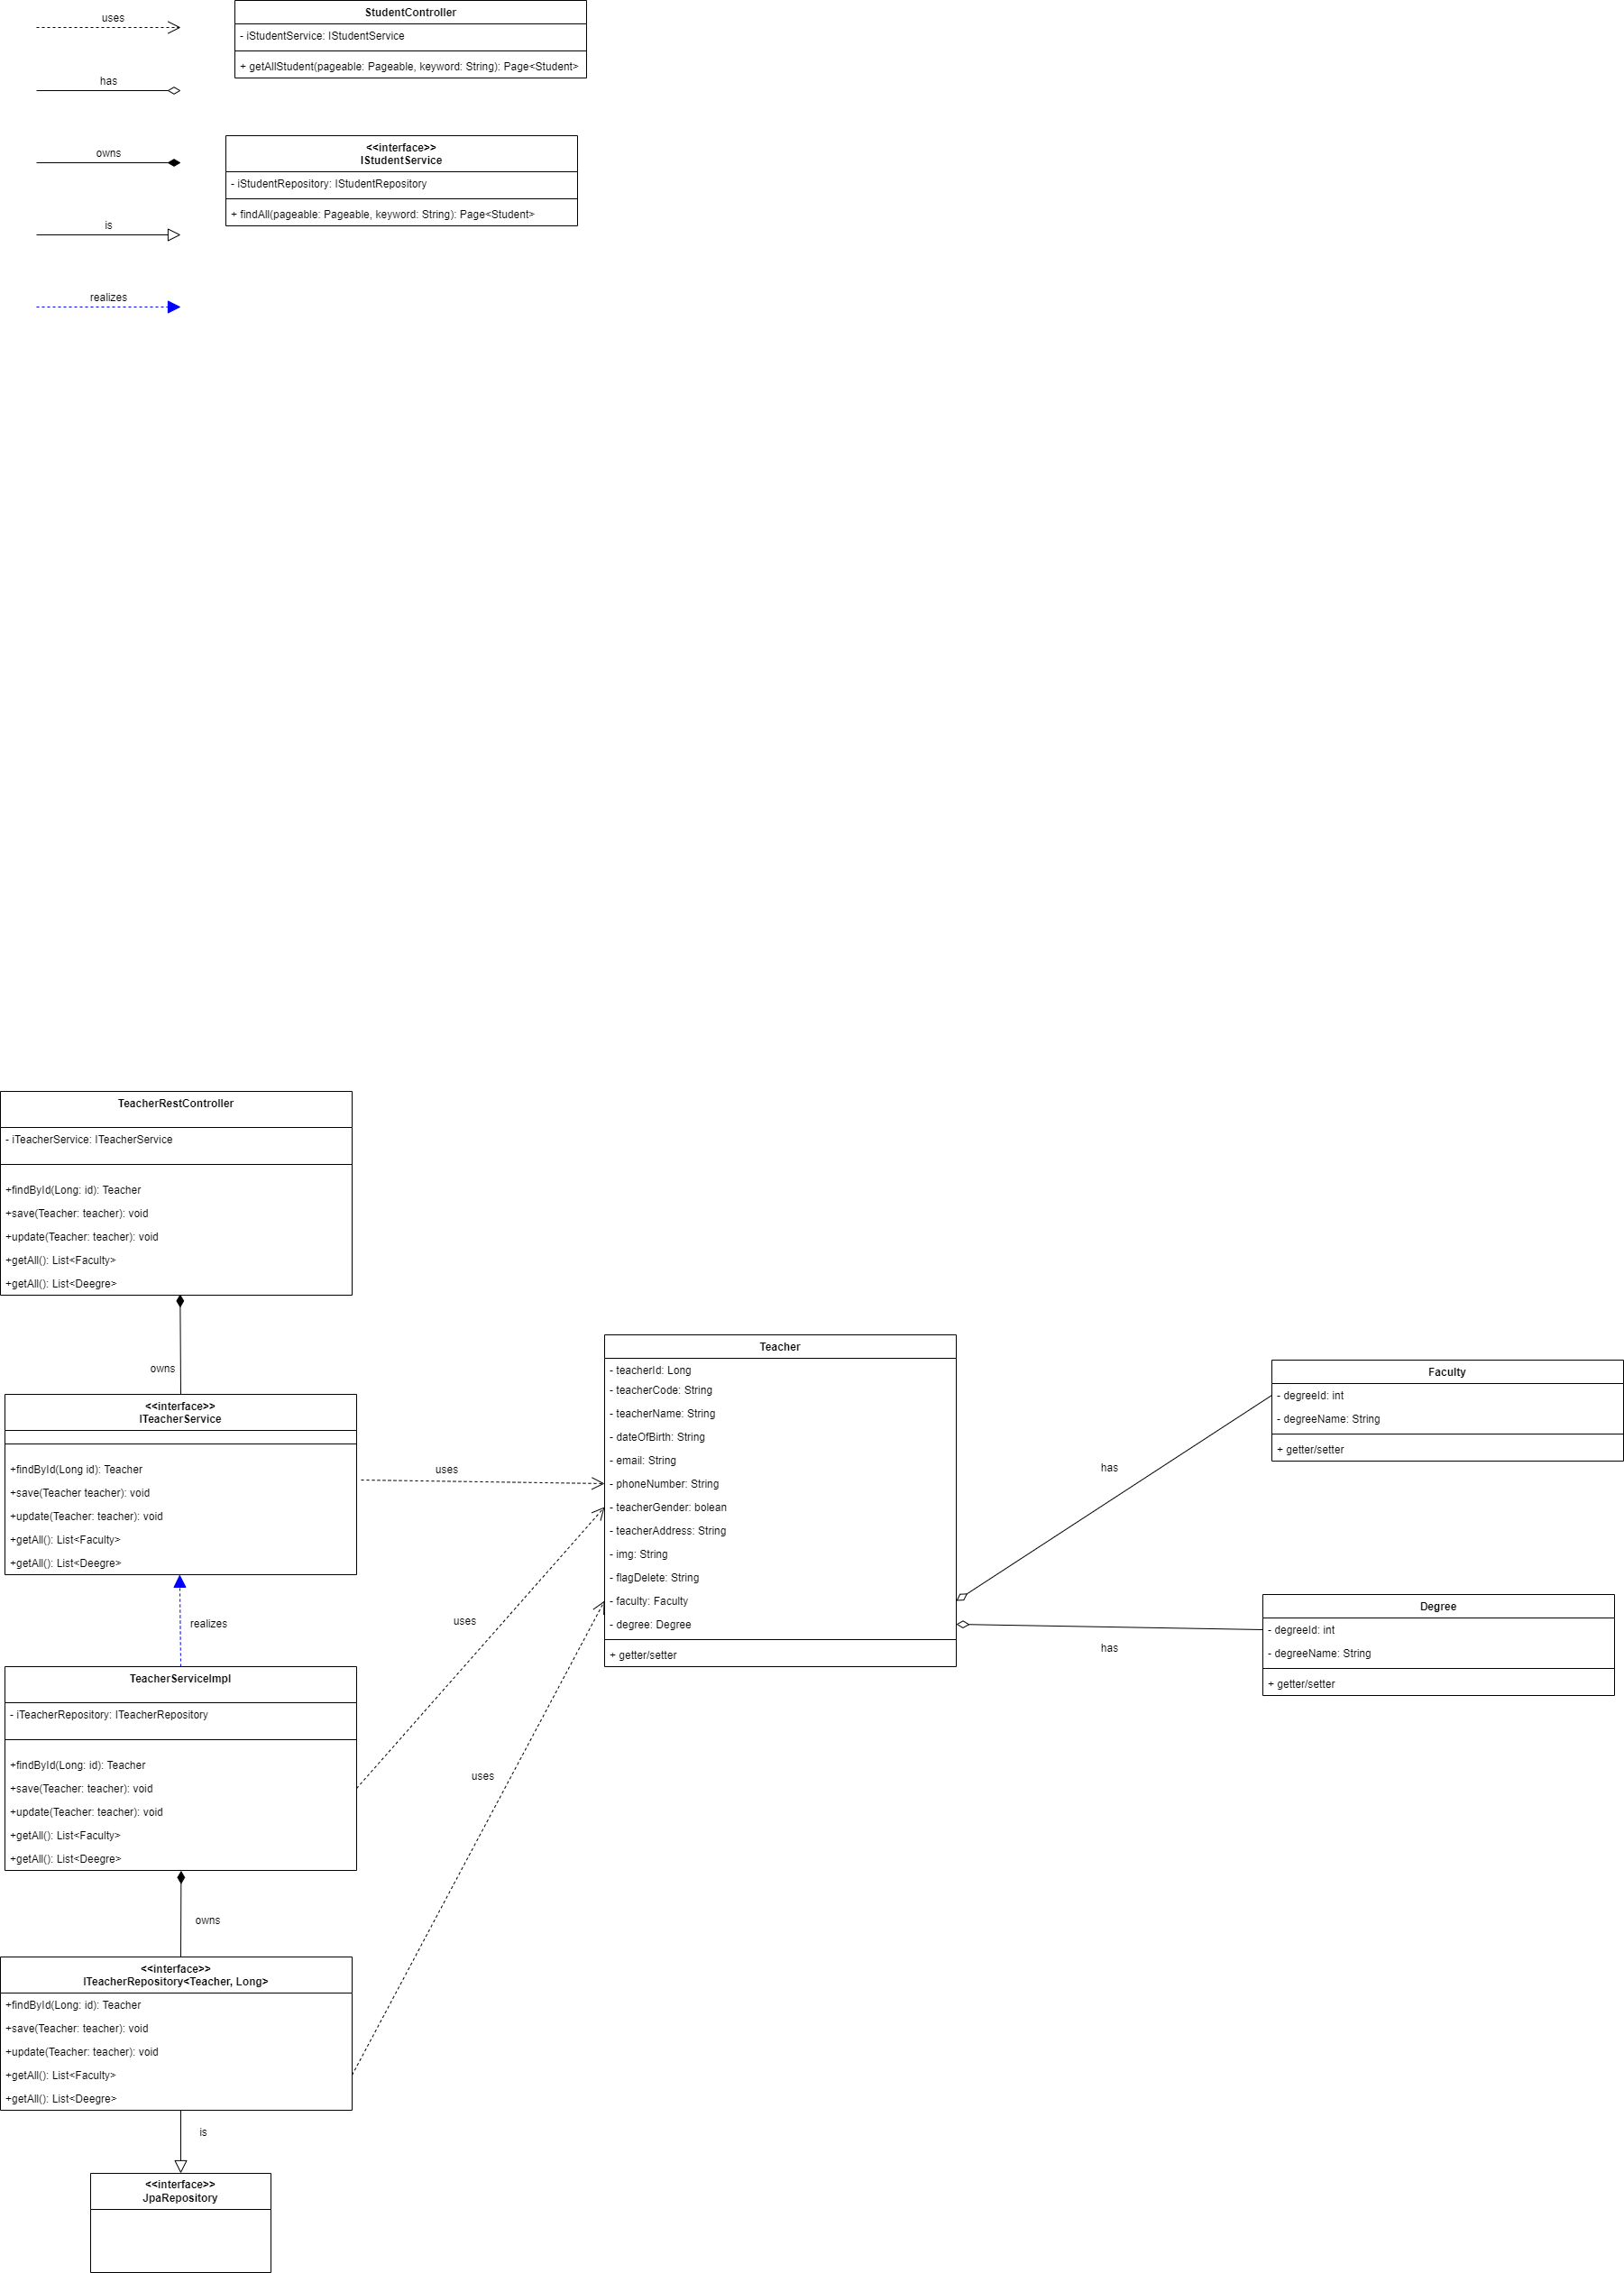 uses
has
owns
is
realizes
StudentController
- iStudentService: IStudentService
+ getAllStudent(pageable: Pageable, keyword: String): Page<Student>
<<interface>>
IStudentService
- iStudentRepository: IStudentRepository
+ findAll(pageable: Pageable, keyword: String): Page<Student>
TeacherRestController
- iTeacherService: ITeacherService
+findById(Long: id): Teacher
+save(Teacher: teacher): void
+update(Teacher: teacher): void
+getAll(): List<Faculty>
+getAll(): List<Deegre>
owns
<<interface>>
ITeacherService
+findById(Long id): Teacher
+save(Teacher teacher): void
+update(Teacher: teacher): void
+getAll(): List<Faculty>
+getAll(): List<Deegre>
realizes
TeacherServiceImpl
- iTeacherRepository: ITeacherRepository
+findById(Long: id): Teacher
+save(Teacher: teacher): void
+update(Teacher: teacher): void
+getAll(): List<Faculty>
+getAll(): List<Deegre>
owns
<<interface>>
ITeacherRepository<Teacher, Long>
+findById(Long: id): Teacher
+save(Teacher: teacher): void
+update(Teacher: teacher): void
+getAll(): List<Faculty>
+getAll(): List<Deegre>
is
<<interface>>
JpaRepository
uses
uses
uses
Teacher
- teacherId: Long
- teacherCode: String
- teacherName: String
- dateOfBirth: String
- email: String
- phoneNumber: String
- teacherGender: bolean
- teacherAddress: String
- img: String
- flagDelete: String
- faculty: Faculty
- degree: Degree
+ getter/setter
has
has
Faculty
- degreeId: int
- degreeName: String
+ getter/setter
Degree
- degreeId: int
- degreeName: String
+ getter/setter